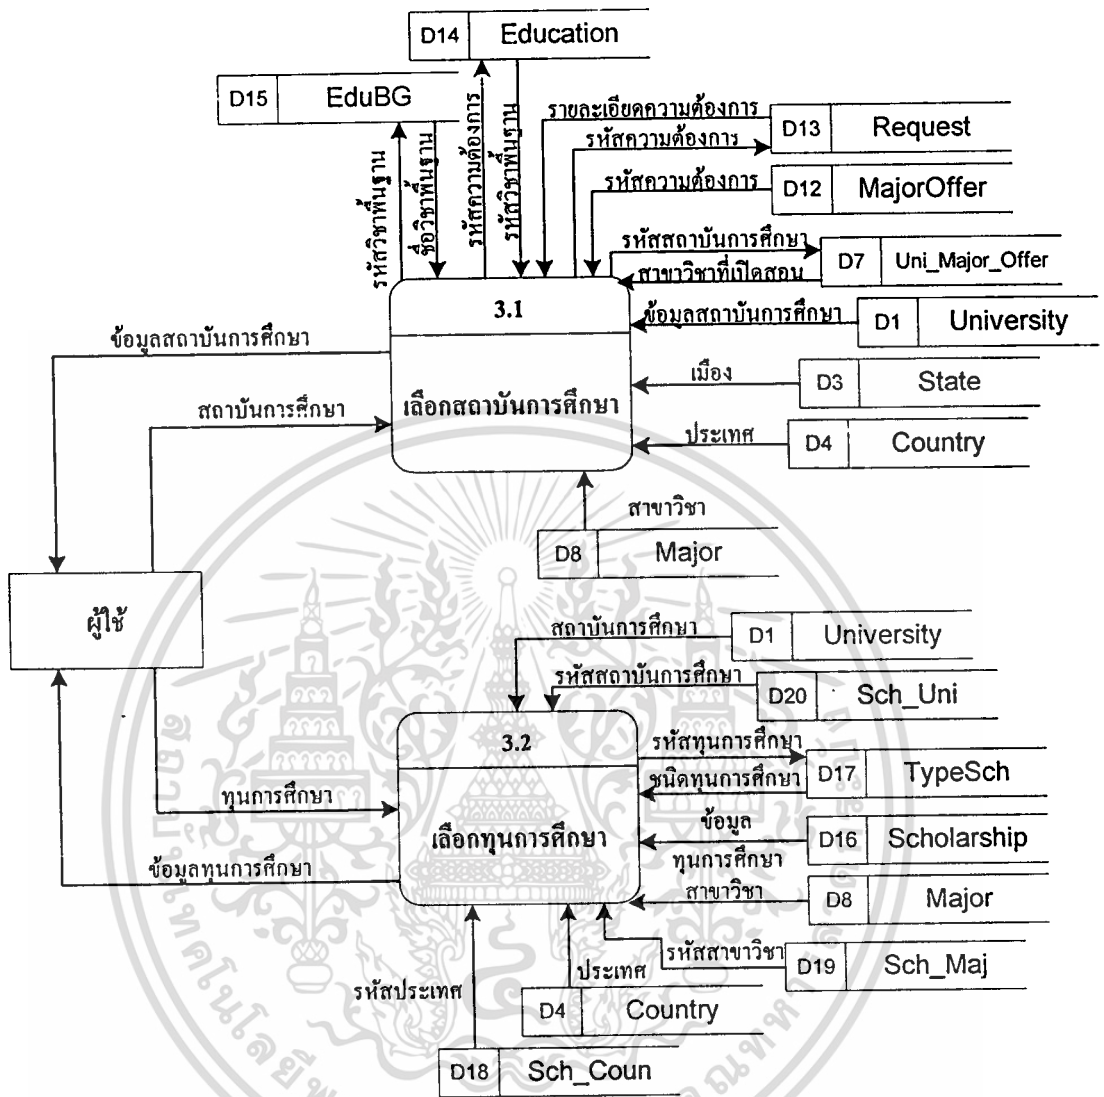 D14 Education
D15 EduBG
รหัสวิชาพื้นฐาน
ชื่อวิชาพื้นฐาน
รหัสความต้องการ
รหัสวิชาพื้นฐาน
รายละเอียดความต้องการ
D13 Request
รหัสความต้องการ
รหัสความต้องการ
D12 MajorOffer
รหัสสถาบันการศึกษา
D7 Uni_Major_Offer
สาขาวิชาที่เปิดสอน
3.1
ข้อมูลสถาบันการศึกษา
D1 University
ข้อมูลสถาบันการศึกษา
เมือง
D3 State
สถาบันการศึกษา
เลือกสถาบันการศึกษา
ประเทศ
D4 Country
สาขาวิชา
D8 Major
ผู้ใช้
สถาบันการศึกษา
D1 University
รหัสสถาบันการศึกษา
D20 Sch_Uni
3.2
รหัสทุนการศึกษา
D17 TypeSch
ชนิดทุนการศึกษา
ทุนการศึกษา
เลือกทุนการศึกษา
ข้อมูล
D16 Scholarship
ทุนการศึกษา
ข้อมูลทุนการศึกษา
สาขาวิชา
D8 Major
รหัสสาขาวิชา
D19 Sch_Maj
รหัสประเทศ
ประเทศ
D4 Country
D18 Sch_Coun